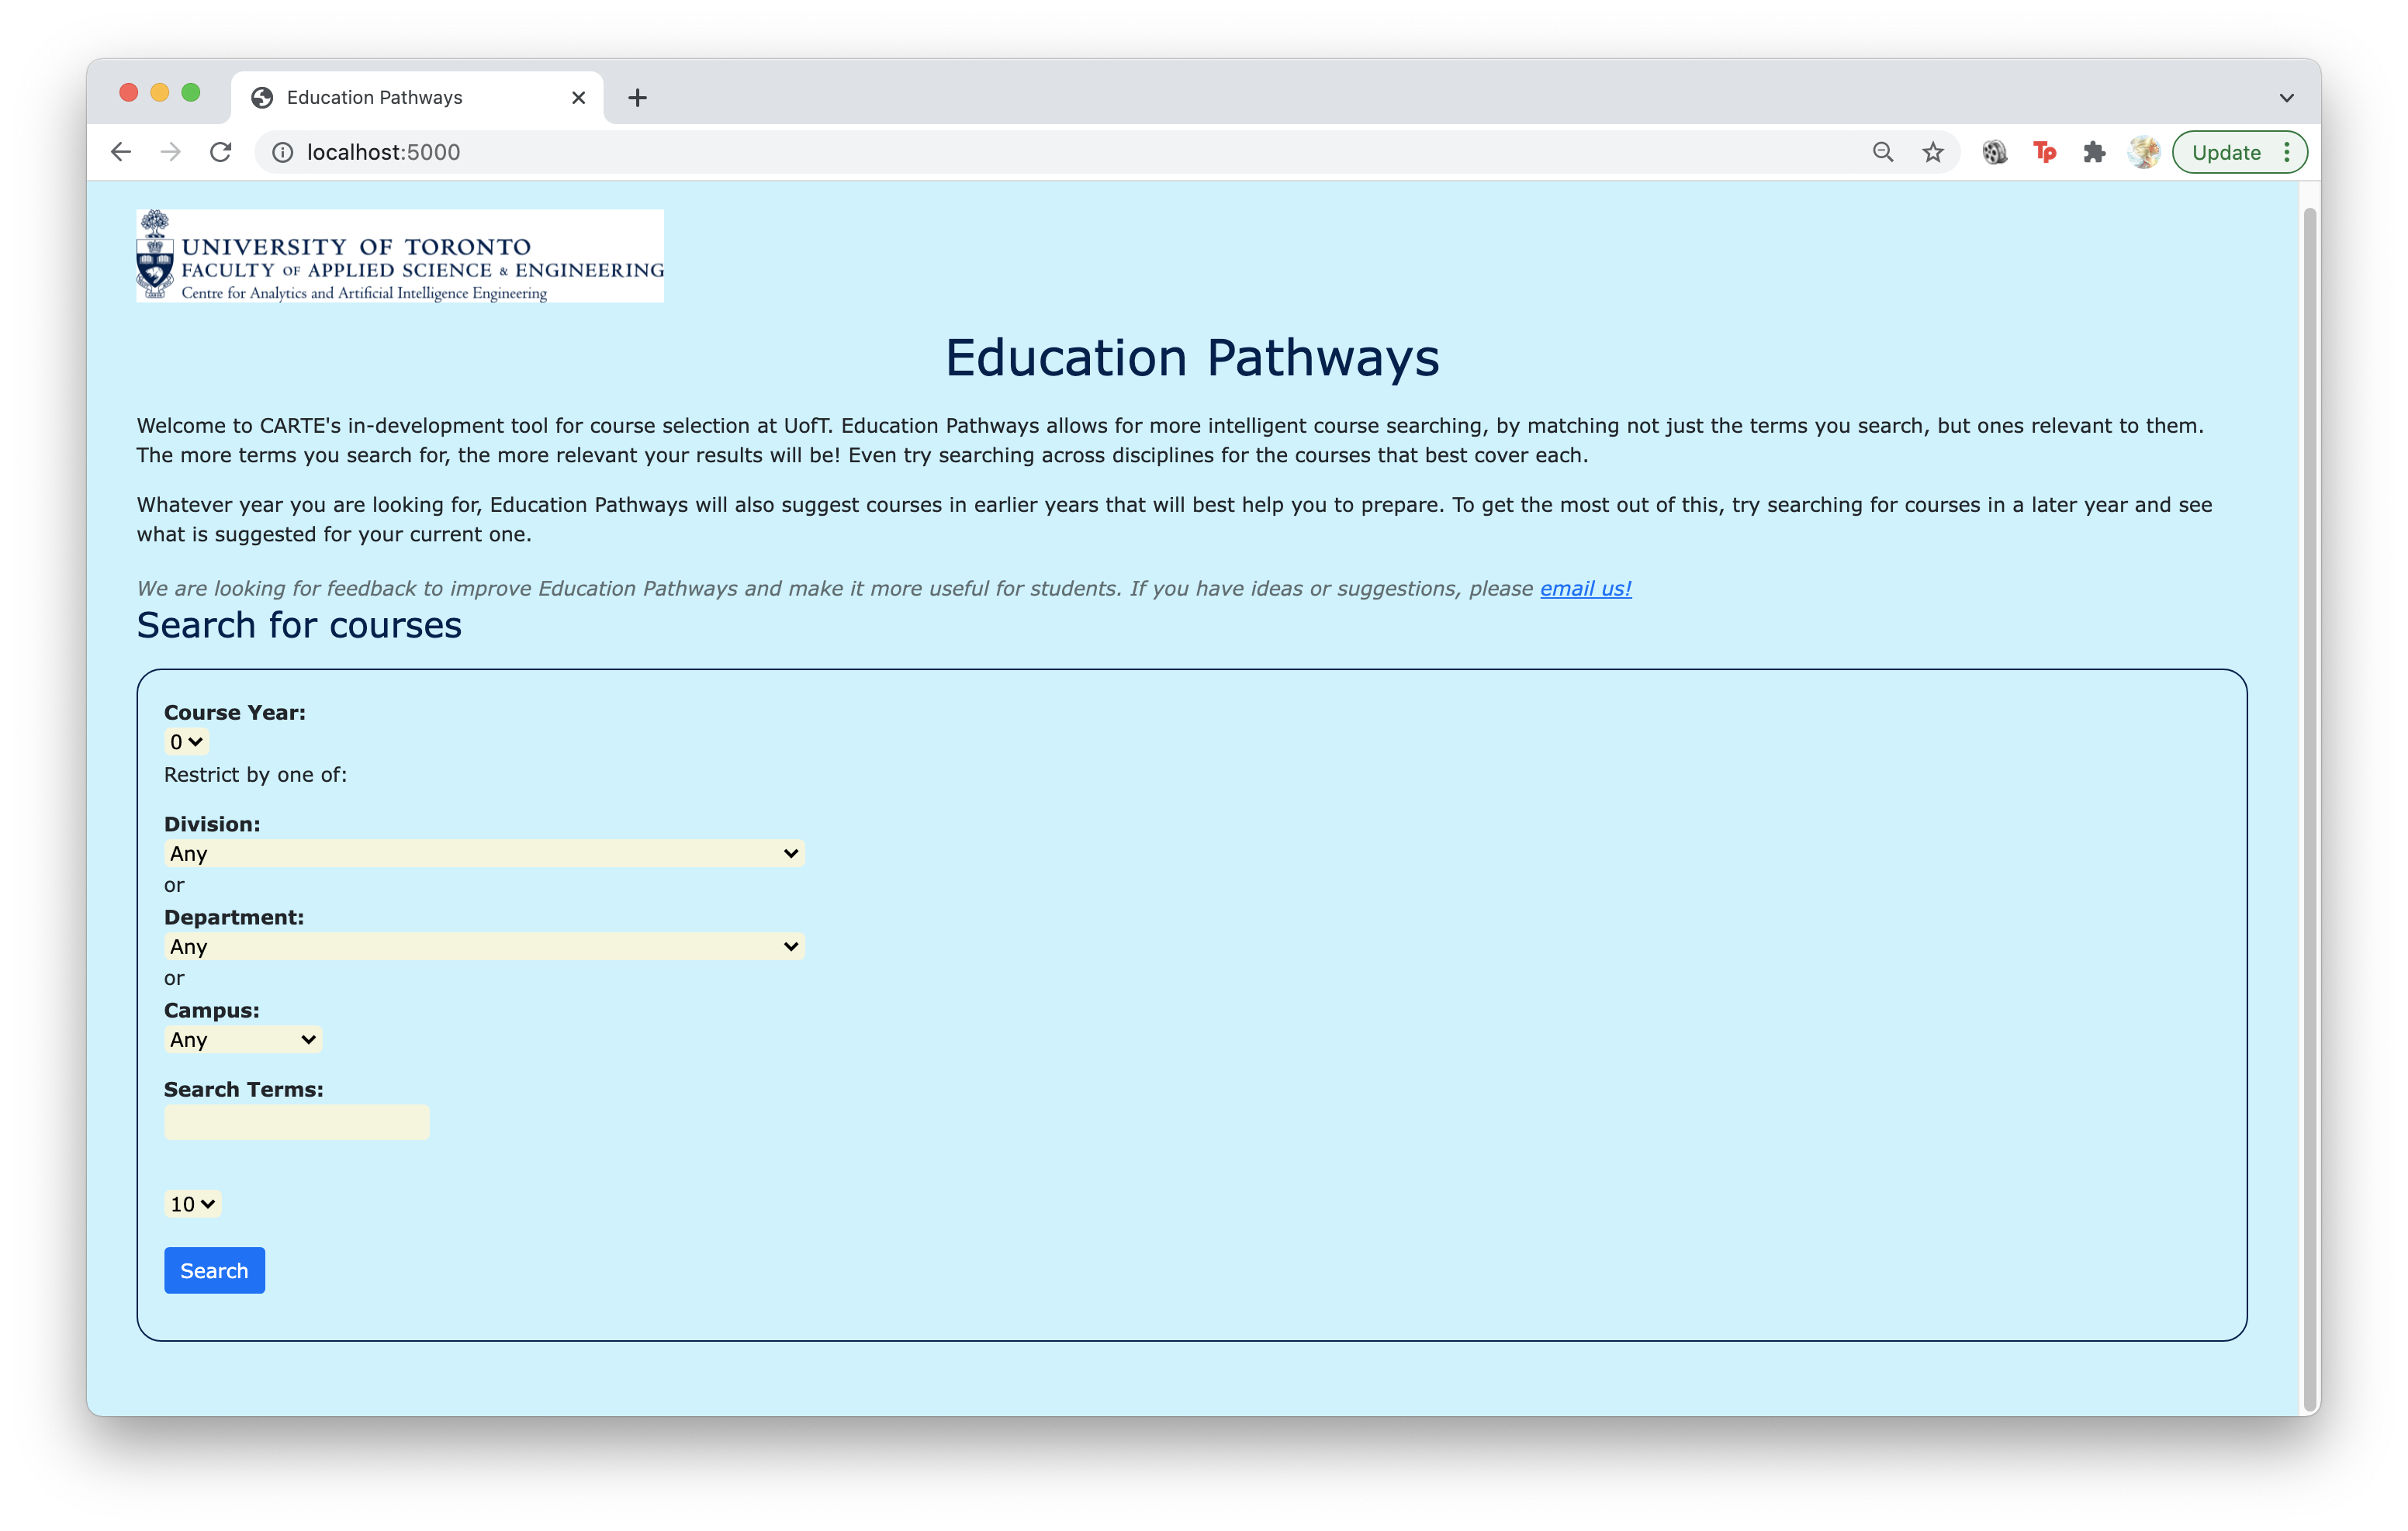 Education Pathways
localhost:5000
Tp
Update
UNIVERSITY OF TORONTO
FACULTY OF APPLIED SCIENCE & ENGINEERING
Centre for Analytics and Artificial Intelligence Engineering
Education Pathways
Welcome to CARTE's in-development tool for course selection at UofT. Education Pathways allows for more intelligent course searching, by matching not just the terms you search, but ones relevant to them.
The more terms you search for, the more relevant your results will be! Even try searching across disciplines for the courses that best cover each.
Whatever year you are looking for, Education Pathways will also suggest courses in earlier years that will best help you to prepare. To get the most out of this, try searching for courses in a later year and see
what is suggested for your current one.
We are looking for feedback to improve Education Pathways and make it more useful for students. If you have ideas or suggestions, please email us!
Search for courses
Course Year:
0
Restrict by one of:
Division:
Any
or
Department:
Any
or
Campus:
Any
Search Terms:
10
Search